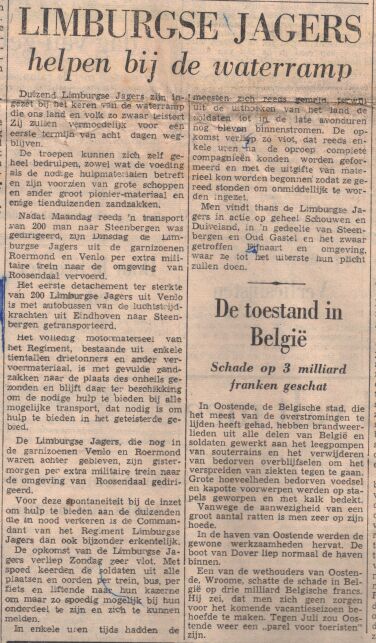 LIMBURGSE JAGERS
helpen bij de waterramp
Duizend Limburgse Jagers zijn in-
gezet bij het keren van de waterramp
die ons land en volk zo zwaar teistert
Zij zullen vermoedelijk voor een
eerste termijn van acht dagen weg-
blijven.
De troepen kunnen zich zelf ge-
heel bedruipen, zowel wat de voeding
als de nodige hulpmaterialen betreft
en zijn voorzien van grote schoppen
en ander groot pionier-materiaal en
enige tienduizenden zandzakken.
Nadat Maandag reeds 'n transport
van 200 man naar Steenbergen was
gedirigeerd, zijn Dinsdag de Lim-
burgse Jagers uit de garnizoenen
Roermond en Venlo per extra mili-
taire trein naar de omgeving van
Roosendaal vervoerd.
Het eerste detachement ter sterkte
van 200 Limburgse Jagers uit Venlo
is met autobussen van de luchtstrijd-
krachten uit Eindhoven naar Steen-
bergen getransporteerd.
Het volledig motormaterseel van
het Regiment, bestaande uit enkele
tientallen drietonners en ander ver-
voermateriaal, is met gevulde zand-
zakken naar de plaats des onheils ge-
zonden en blijft daar ter beschikking
om de nodige hulp te bieden bij alle
mogelijke transport, dat nodig is om
hulp te bieden in het geteisterde ge-
bied.
De Limburgse Jagers, die nog in
de garnizoenen Venlo en Roermond
waren achter gebleven, zijn gister-
morgen per extra militaire trein naar
de omgeving van Roosendaal gediri-
geerd.
Voor deze spontaneiteit bij de inzet
om hulp te bieden aan de duizenden
die in nood verkeren is de Comman-
dant van het Regiment Limburgse
Jagers dan ook bijzonder erkentelijk.
De opkomst van de Limburgse Ja-
gers verliep Zondag zeer vlot. Met
spoed keerden de soldaten uit alle
plaatsen en oorden per trein, bus, per
fiets en liftende naar hun kazerne
om maar zo spoedig mogelijk bij hun
onderdeel te zijn en zich te kunnen
melden.
In enkele uren tijds hadden de
meesten zich reeds gemeld, terwijl
uit de uithoeken van het land de
soldaten tot in de late avonduren
nog bleven binnenstromen. De op-
komst verliep zo vlot, dat reeds en-
kele uren na de oproep complete
compagnieën konden worden gefor-
meerd en met de uitgifte van mate-
rieel kon worden begonnen zodat ze ge-
reed stonden om onmiddellijk te wor-
den ingezet.
Men vindt thans de Limburgse Ja-
gers in actie op geheel Schouwen en
Duiveland, in 'n gedeelte van Steen-
bergen en Oud Gastel en het zwaar
getroffen Fijnaart en omgeving,
waar ze tot het uiterste hun plicht
zullen doen.
De toestand in
België
Schade op 3 milliard
franken geschat
In Oostende, de Belgische stad, die
het meest van de overstromingen te
lijden heeft gehad, hebben brandweer-
lieden uit alle delen van België en
soldaten gewerkt aan het leegpompen
van souterrains en het verwijderen
van bedorven overblijfselen om het
verspreiden van ziekten tegen te gaan.
Grote hoeveelheden bedorven voedsel
en kapotte voorwerpen werden op sta-
pels geworpen en met kalk bedekt.
Vanwege de aanwezigheid van een
groot aantal ratten is men zeer op zijn
hoede.
In de haven van Oostende werden de
gewone werkzaamheden hervat. De
boot van Dover liep normaal de haven
binnen.
Een van de wethouders van Oosten-
de, Wroome, schatte de schade in Bel-
gië op drie milliard Belgische francs.
Hij zei, dat men zich geen zorgen
voor het komende vacantieseizoen be-
hoefde te maken. Tegen Juli zou Oos-
tende weer een „parel voor toeristen"
zijn.